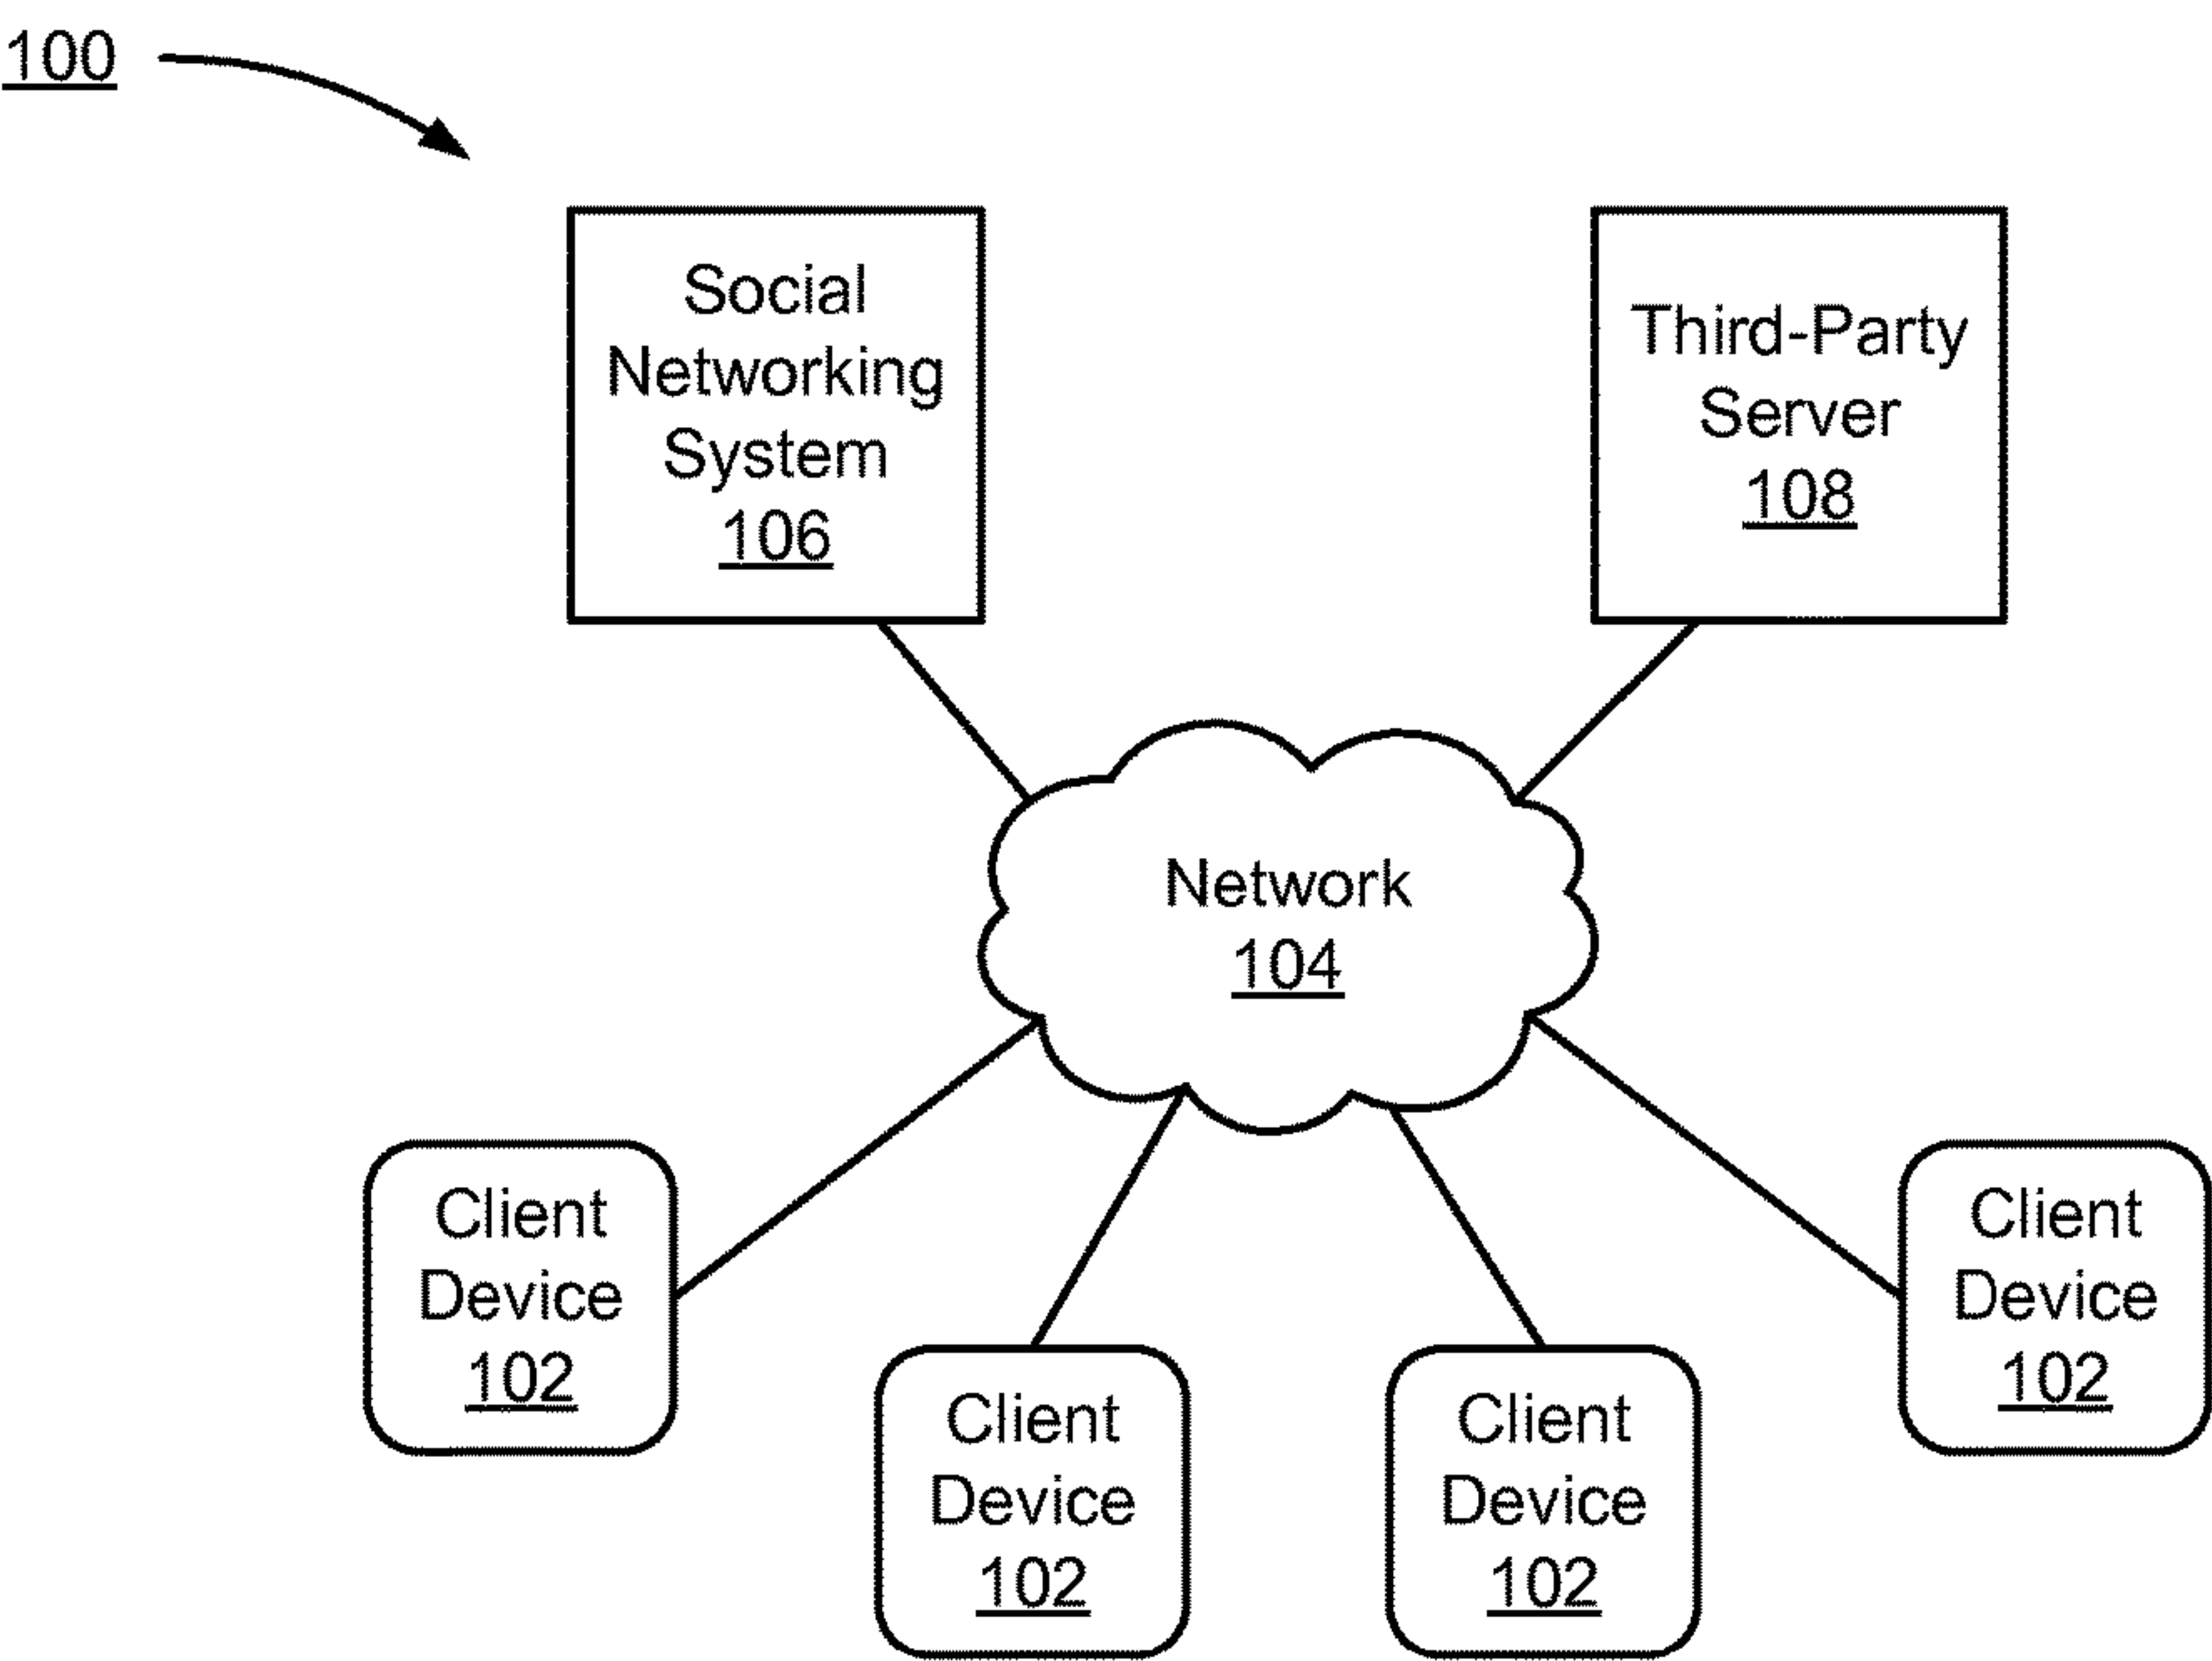 100
Social
Networking
System
106
Third-Party
Server
108
Network
104
Client
Device
102
Client
Device
102
Client
Device
102
Client
Device
102